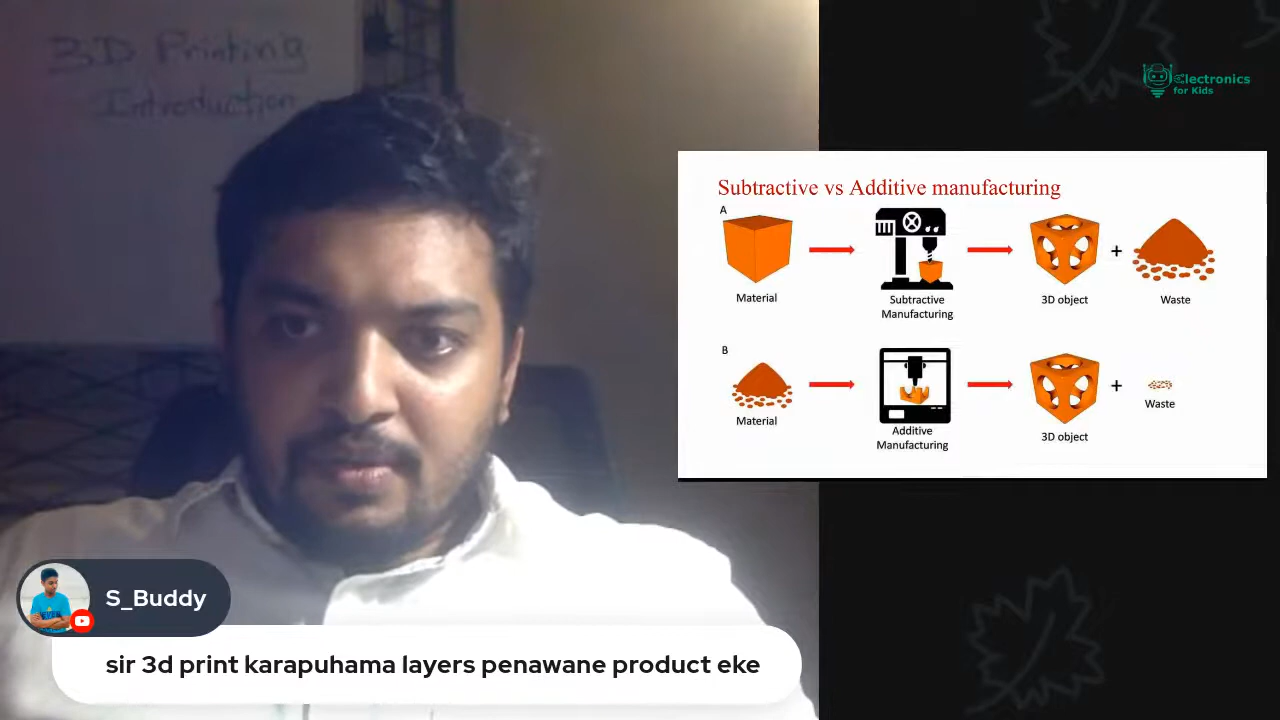 3D Printing
Introduction
Electronics
for Kids
Subtractive vs Additive manufacturing
A
Material
Subtractive
Manufacturing
3D object
+
Waste
B
Material
Additive
Manufacturing
3D object
+
Waste
S_Buddy
sir 3d print karapuhama layers penawane product eke